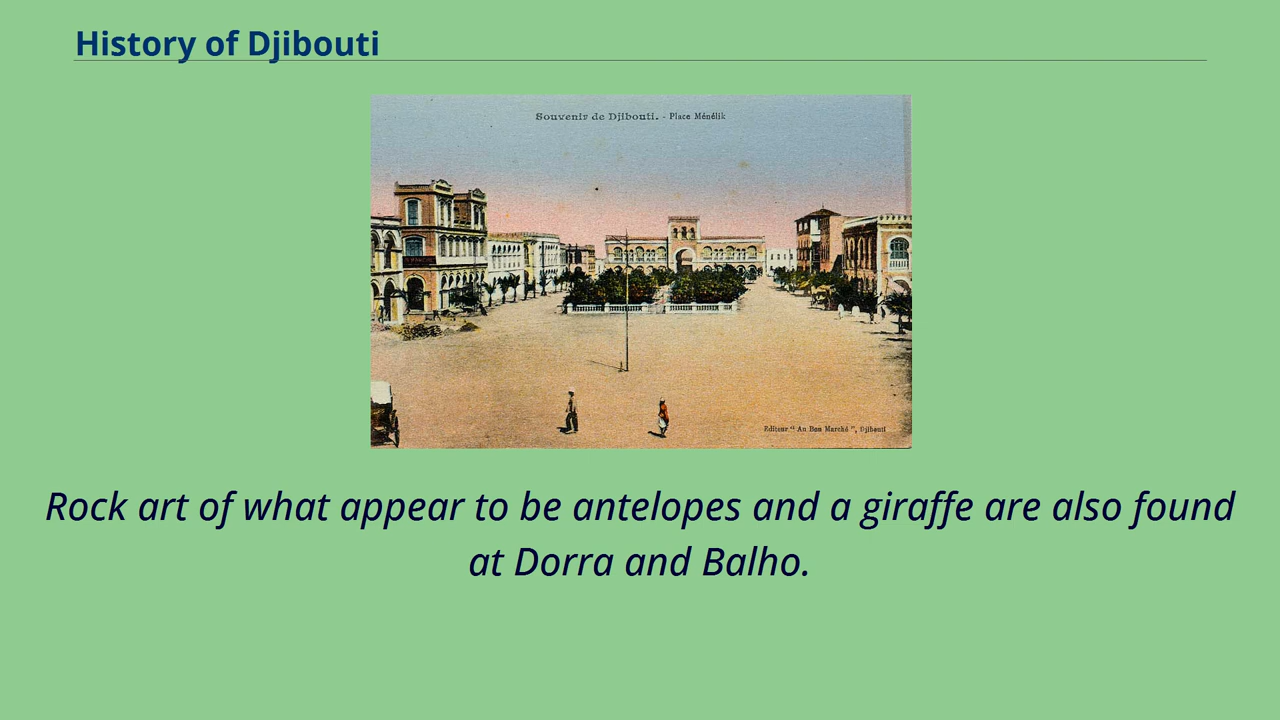 History of Djibouti
Souvenir de Djibouti. - Place Ménélik
Editeur " Au Bon Marché ", Djibouti
Rock art of what appear to be antelopes and a giraffe are also found
at Dorra and Balho.